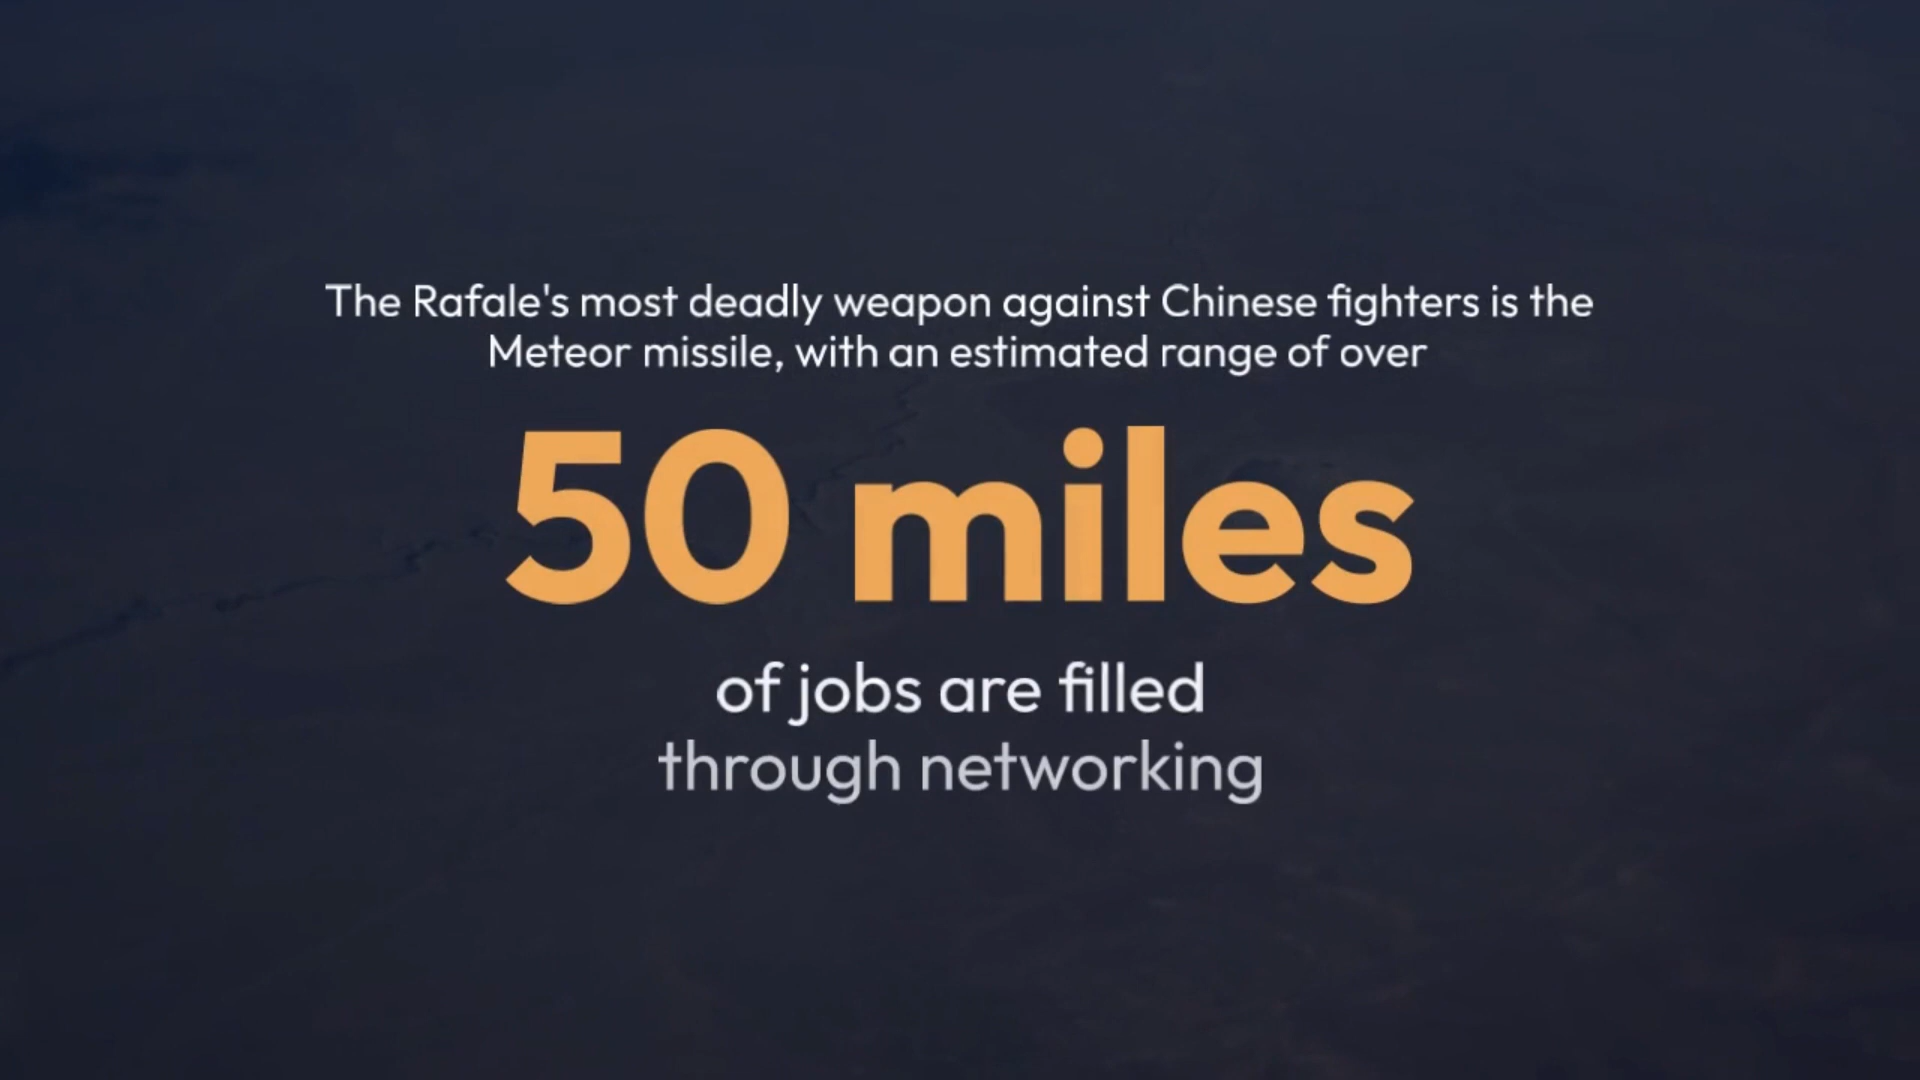 The Rafale's most deadly weapon against Chinese fighters is the
Meteor missile, with an estimated range of over
50 miles
of jobs are filled
through networking